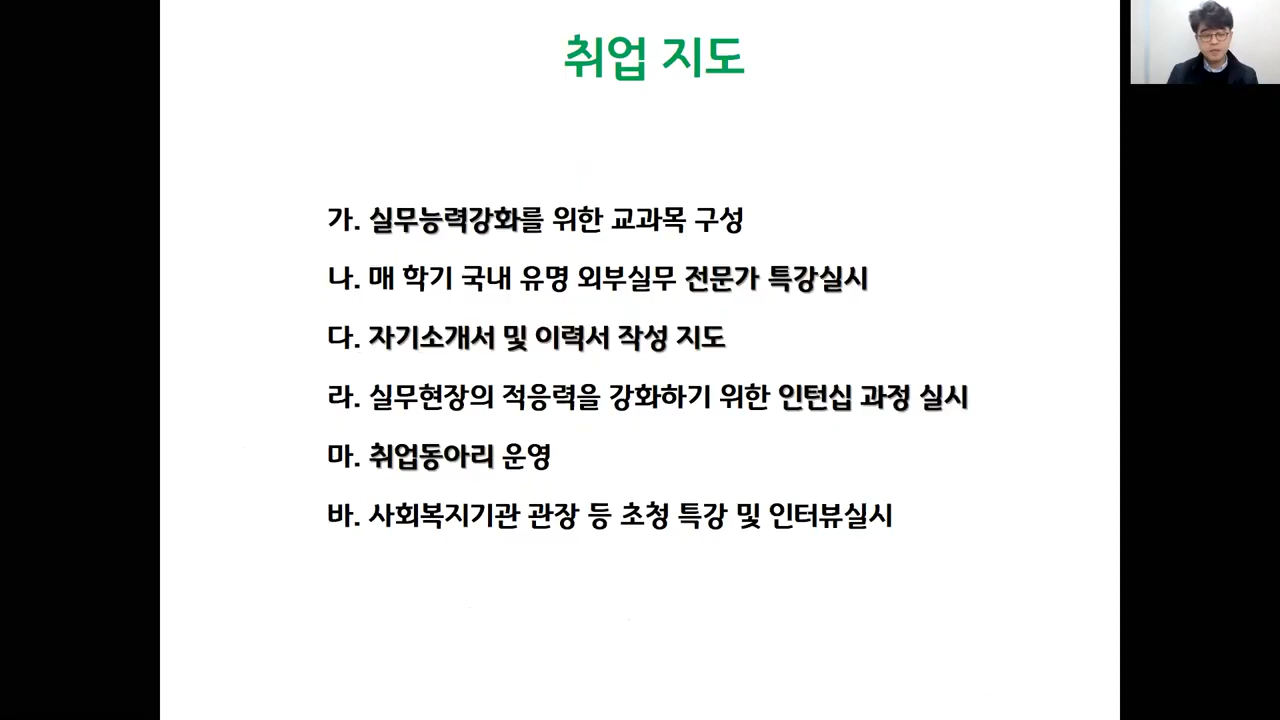 취업 지도
가. 실무능력강화를 위한 교과목 구성
나. 매 학기 국내 유명 외부실무 전문가 특강실시
다. 자기소개서 및 이력서 작성 지도
라. 실무현장의 적응력을 강화하기 위한 인턴십 과정 실시
마. 취업동아리 운영
바. 사회복지기관 관장 등 초청 특강 및 인터뷰실시